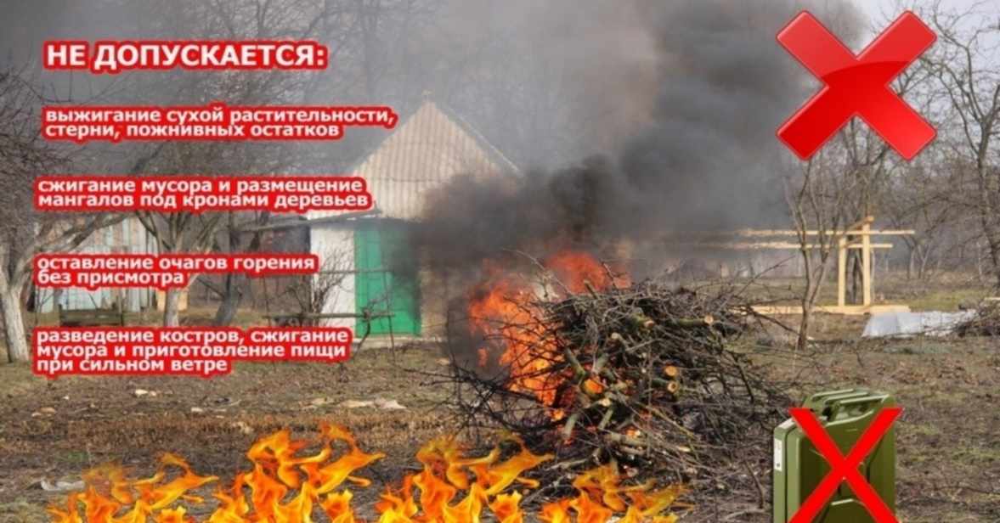 НЕ ДОПУСКАЕТСЯ:
выжигание сухой растительности,
стерни, пожнивных остатков
сжигание мусора и размещение
мангалов под кронами деревьев
оставление очагов горения
без присмотра
разведение костров, сжигание
мусора и приготовление пищи
при сильном ветре